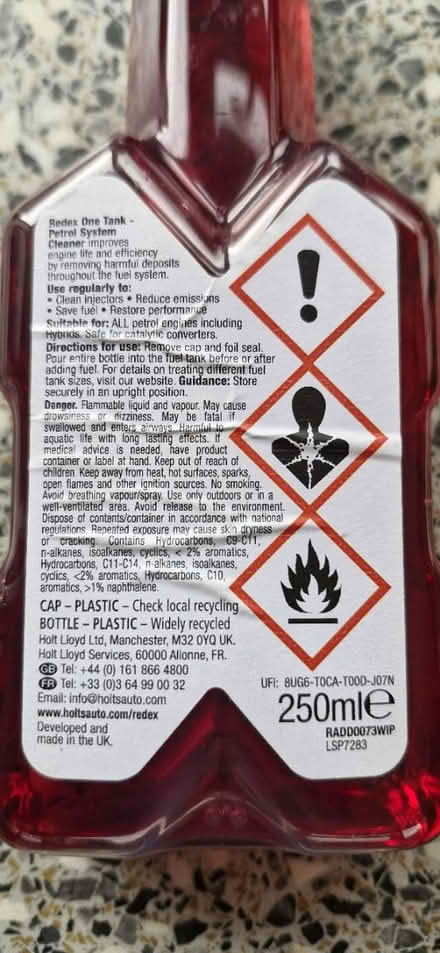 Redex One Tank -
Petrol System
Cleaner improves
engine life and efficiency
by removing harmful deposits
throughout the fuel system.
Use regularly to:
• Clean injectors • Reduce emissions
• Save fuel • Restore performance
Suitable for: ALL petrol engines including
Hybrids. Safe for catalytic converters.
Directions for use: Remove cap and foil seal.
Pour entire bottle into the fuel tank before or after
adding fuel. For details on treating different fuel
tank sizes, visit our website. Guidance: Store
securely in an upright position.
Danger. Flammable liquid and vapour. May cause
drowsiness or dizziness. May be fatal if
swallowed and enters airways. Harmful to
aquatic life with long lasting effects. If
medical advice is needed, have product
container or label at hand. Keep out of reach of
children. Keep away from heat, hot surfaces, sparks,
open flames and other ignition sources. No smoking.
Avoid breathing vapour/spray. Use only outdoors or in a
well-ventilated area. Avoid release to the environment.
Dispose of contents/container in accordance with national
regulations. Repeated exposure may cause skin dryness
or cracking. Contains Hydrocarbons, C9-C11,
n-alkanes, isoalkanes, cyclics, < 2% aromatics,
Hydrocarbons, C11-C14, n-alkanes, isoalkanes,
cyclics, <2% aromatics, Hydrocarbons, C10,
aromatics, >1% naphthalene.
CAP – PLASTIC – Check local recycling
BOTTLE – PLASTIC – Widely recycled
Holt Lloyd Ltd, Manchester, M32 0YQ UK.
Holt Lloyd Services, 60000 Allonne, FR.
GB Tel: +44 (0) 161 866 4800
FR Tel: +33 (0)3 64 99 00 32
Email: info@holtsauto.com
www.holtsauto.com/redex
Developed and
made in the UK.
UFI: 8UG6-T0CA-T00D-J07N
250ml℮
RADD0073WIP
LSP7283